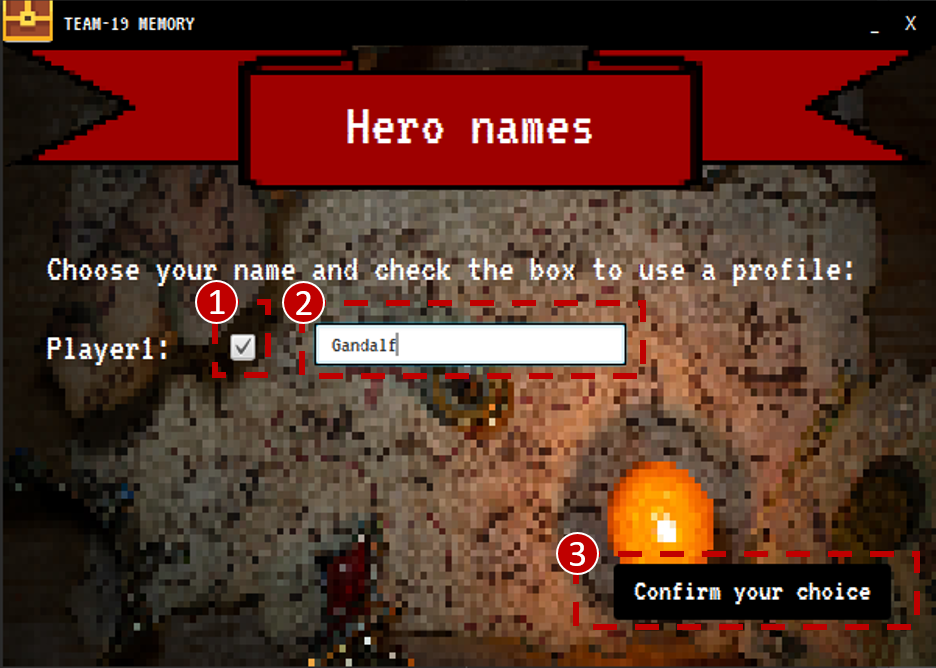 TEAM-19 MEMORY
_ X
Hero names
Choose your name and check the box to use a profile:
1 2
Player1: Gandalf
3
Confirm your choice